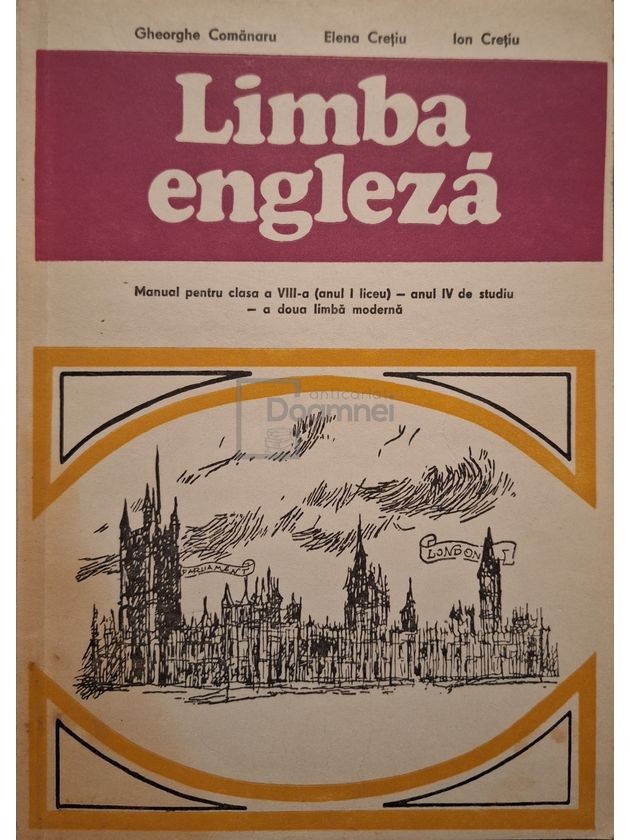 Gheorghe Comănaru Elena Crețiu Ion Crețiu
Limba
engleză
Manual pentru clasa a VIII-a (anul I liceu) — anul IV de studiu
— a doua limbă modernă
anticariat
Doamnei
PARLIAMENT
LONDON